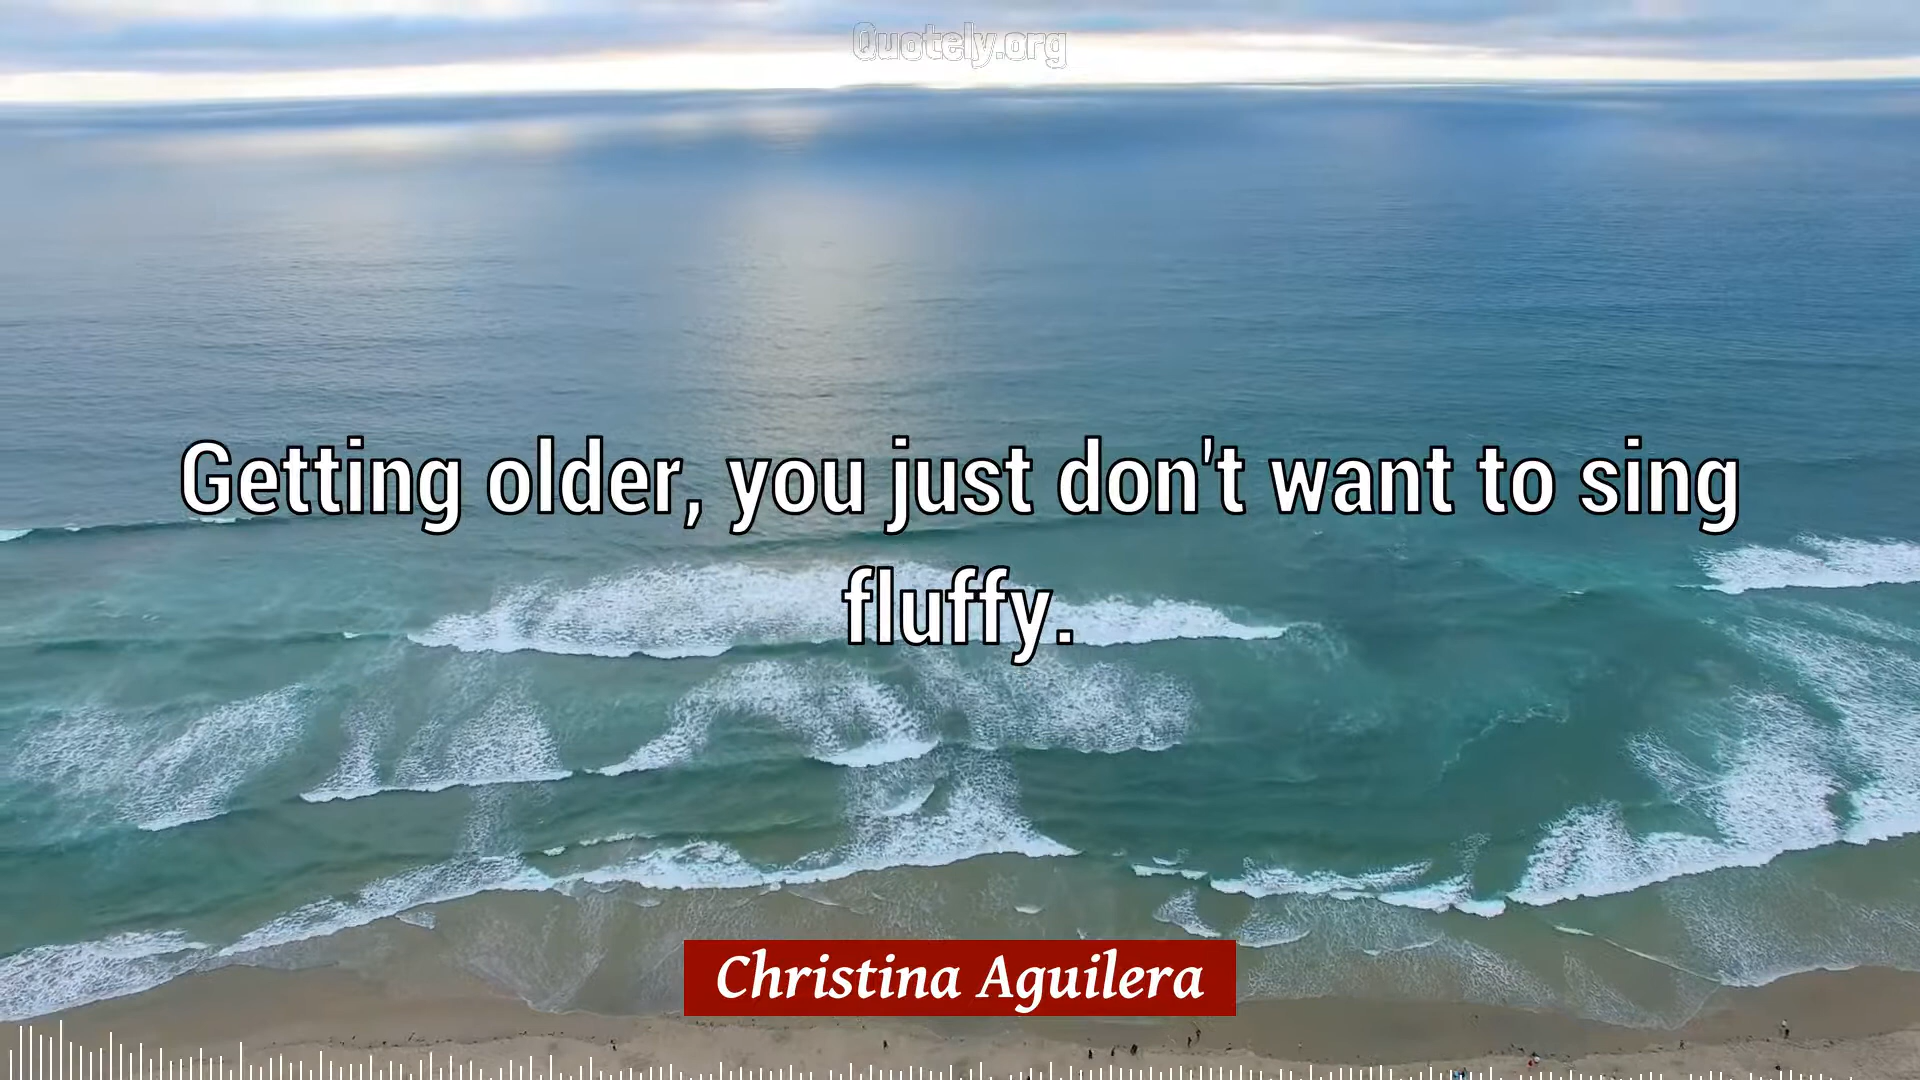 Quotely.org
Getting older, you just don't want to sing
fluffy.
Christina Aguilera